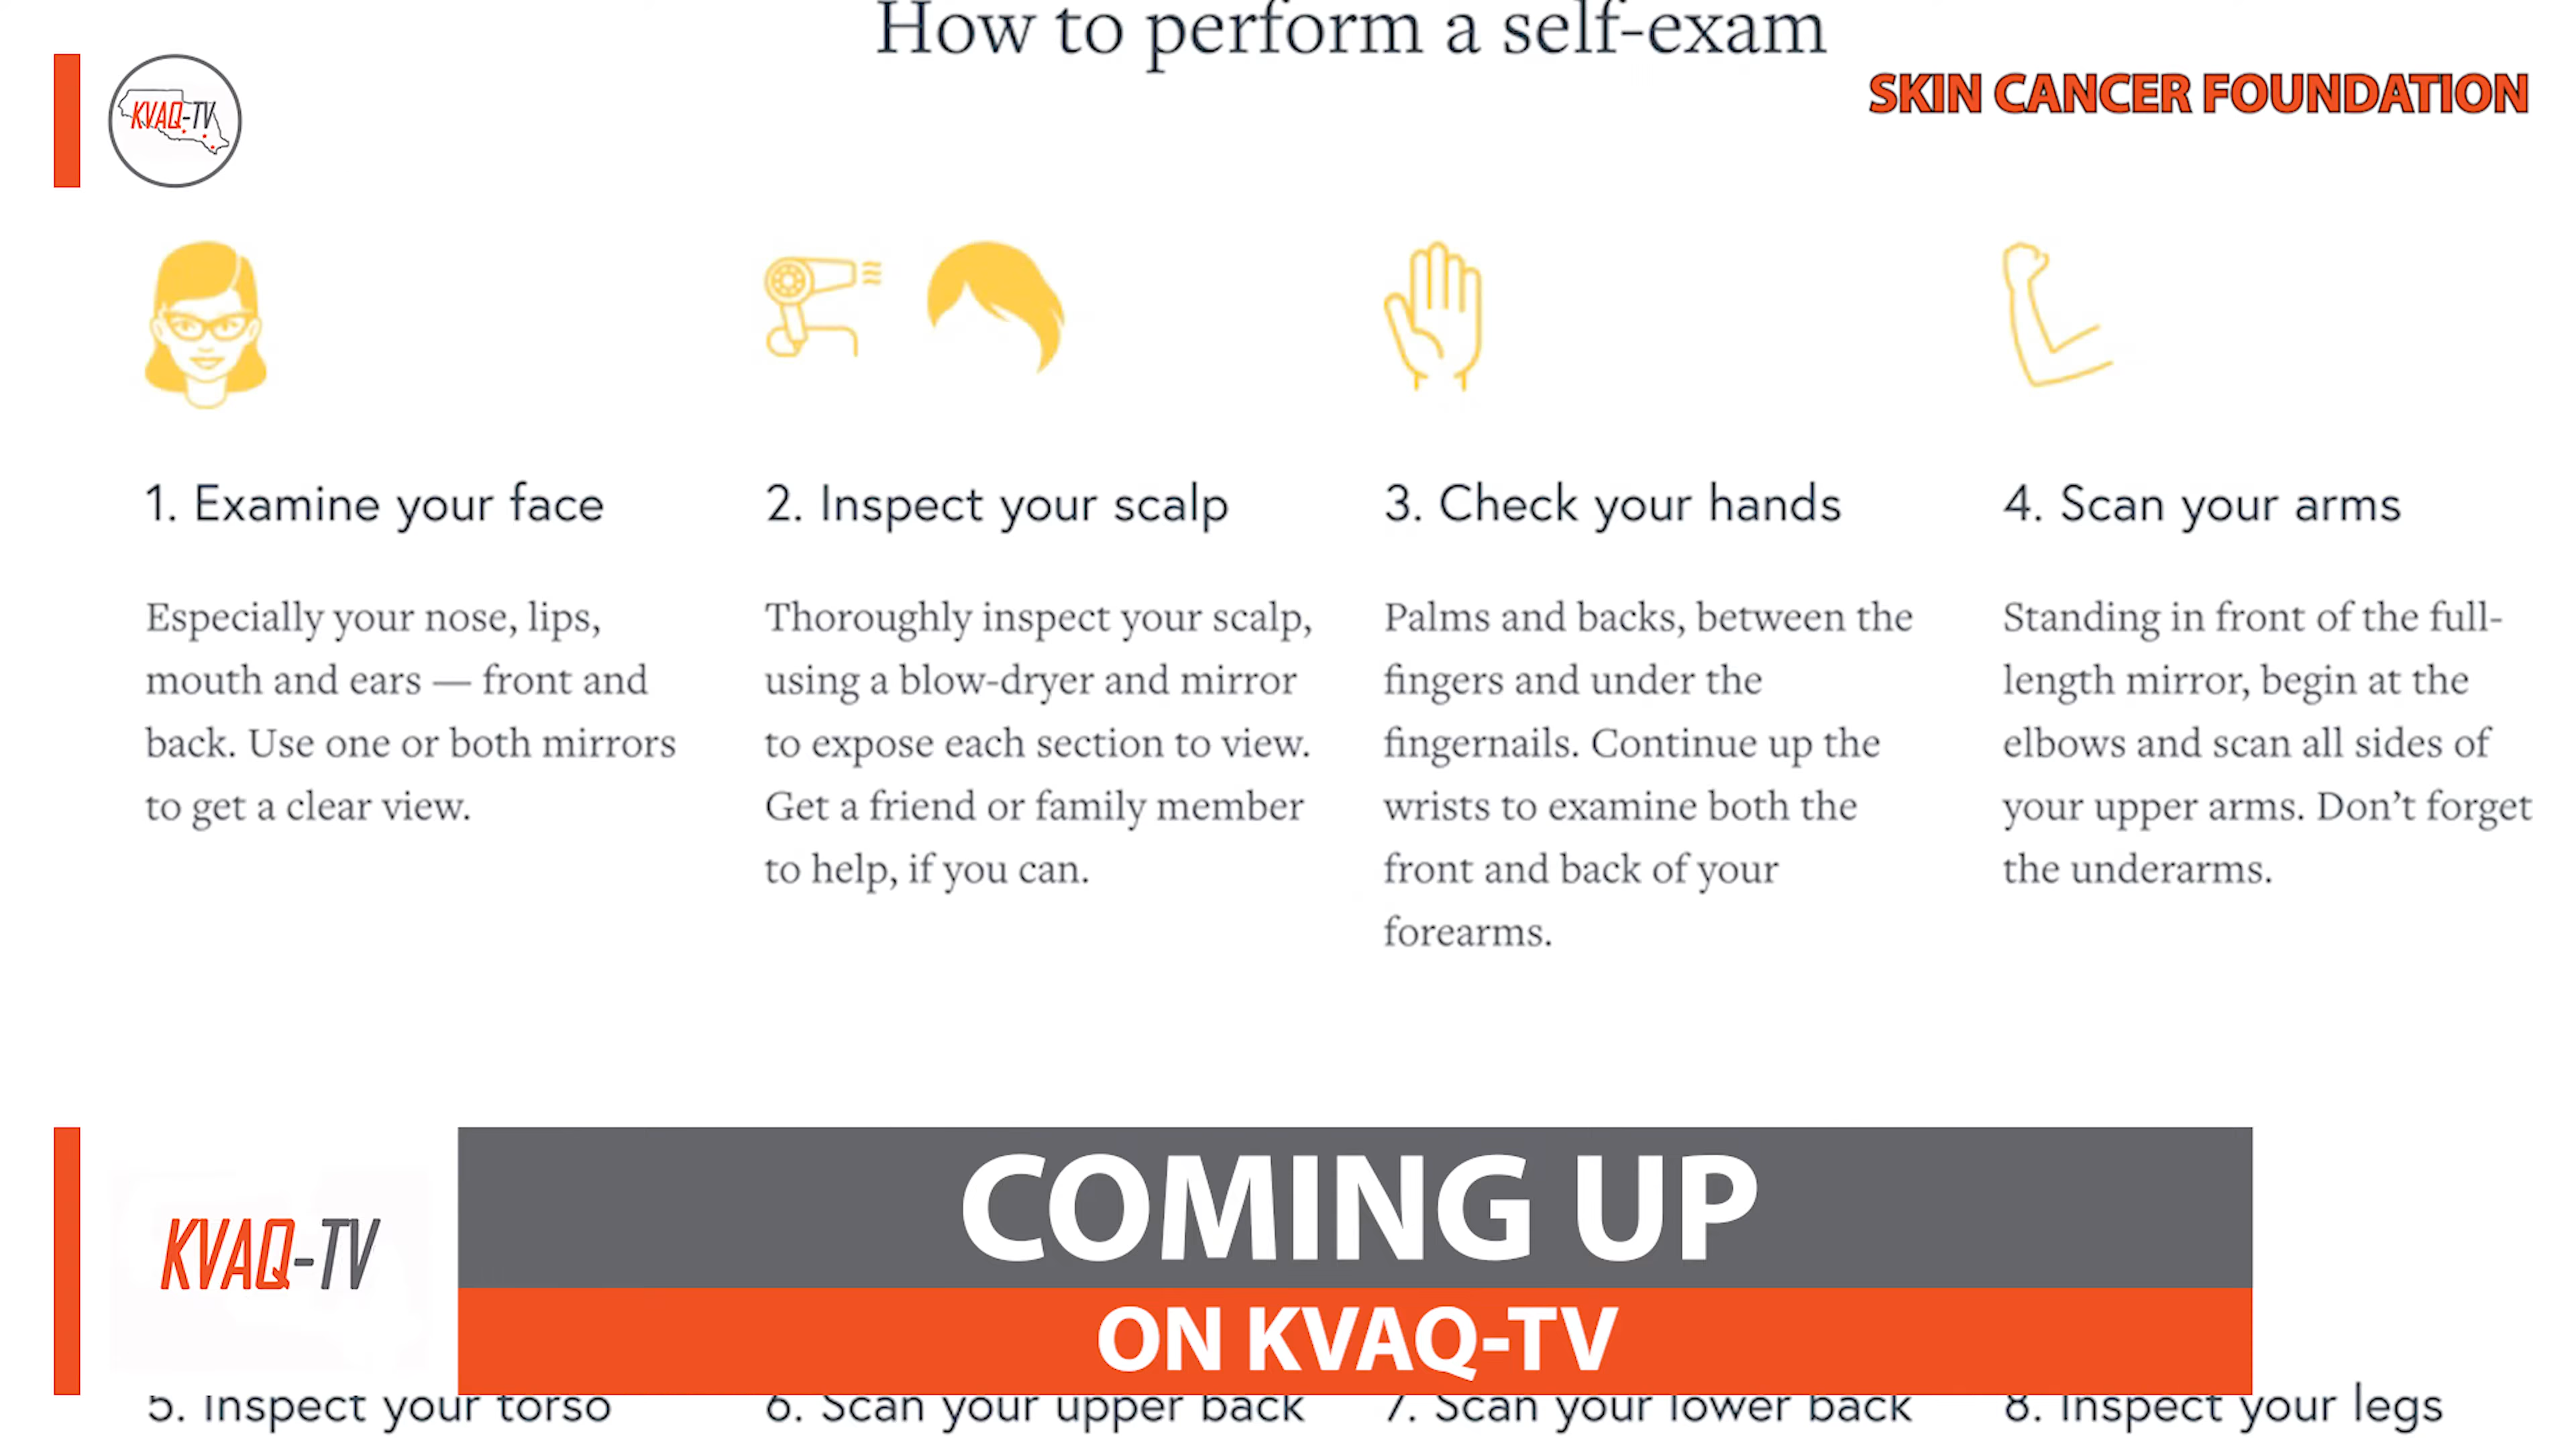 How to perform a self-exam
SKIN CANCER FOUNDATION
KVAQ-TV
1. Examine your face
Especially your nose, lips,
mouth and ears — front and
back. Use one or both mirrors
to get a clear view.
2. Inspect your scalp
Thoroughly inspect your scalp,
using a blow-dryer and mirror
to expose each section to view.
Get a friend or family member
to help, if you can.
3. Check your hands
Palms and backs, between the
fingers and under the
fingernails. Continue up the
wrists to examine both the
front and back of your
forearms.
4. Scan your arms
Standing in front of the full-
length mirror, begin at the
elbows and scan all sides of
your upper arms. Don’t forget
the underarms.
KVAQ-TV
COMING UP
ON KVAQ-TV
5. Inspect your torso
6. Scan your upper back
7. Scan your lower back
8. Inspect your legs